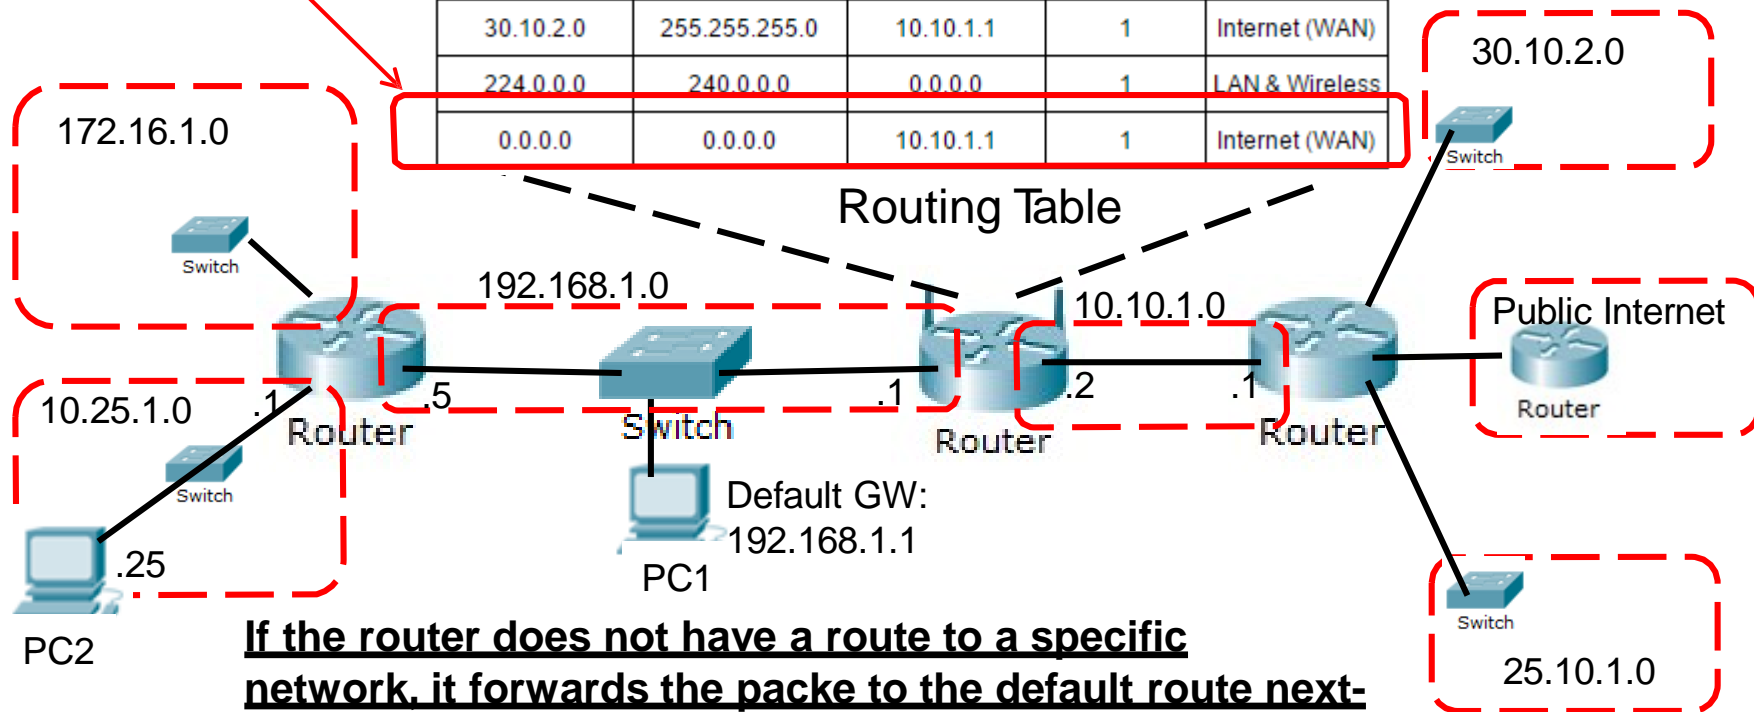 30.10.2.0 255.255.255.0 10.10.1.1 1 Internet (WAN)
224.0.0.0 240.0.0.0 0.0.0.0 1 LAN & Wireless
0.0.0.0 0.0.0.0 10.10.1.1 1 Internet (WAN)
Routing Table
30.10.2.0
Switch
172.16.1.0
Switch
192.168.1.0
10.10.1.0
Public Internet
10.25.1.0
.1
.5
.1
.2
.1
Router
Switch
Router
Router
Router
Switch
Default GW:
192.168.1.1
.25
PC1
PC2
Switch
25.10.1.0
If the router does not have a route to a specific
network, it forwards the packe to the default route next-